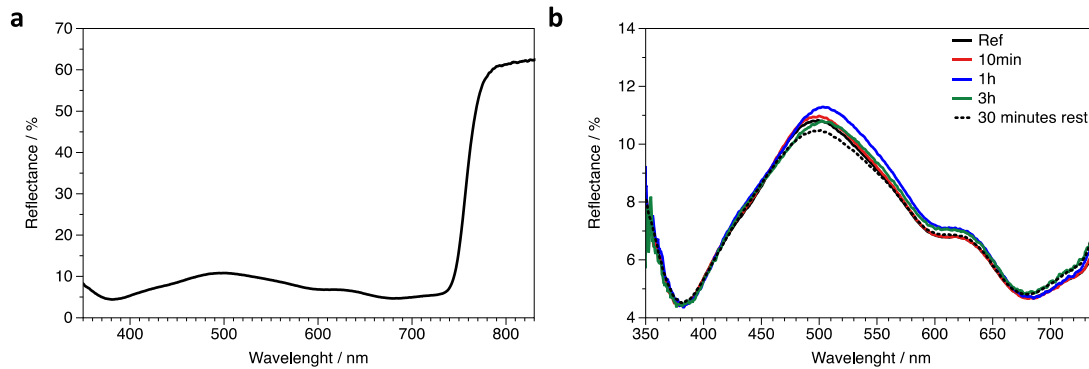 a
70
60
50
40
30
20
10
0
Reflectance / %
400
500
600
700
800
Wavelenght / nm
b
14
12
10
8
6
4
Reflectance / %
350
400
450
500
550
600
650
700
Wavelenght / nm
Ref
10min
1h
3h
30 minutes rest